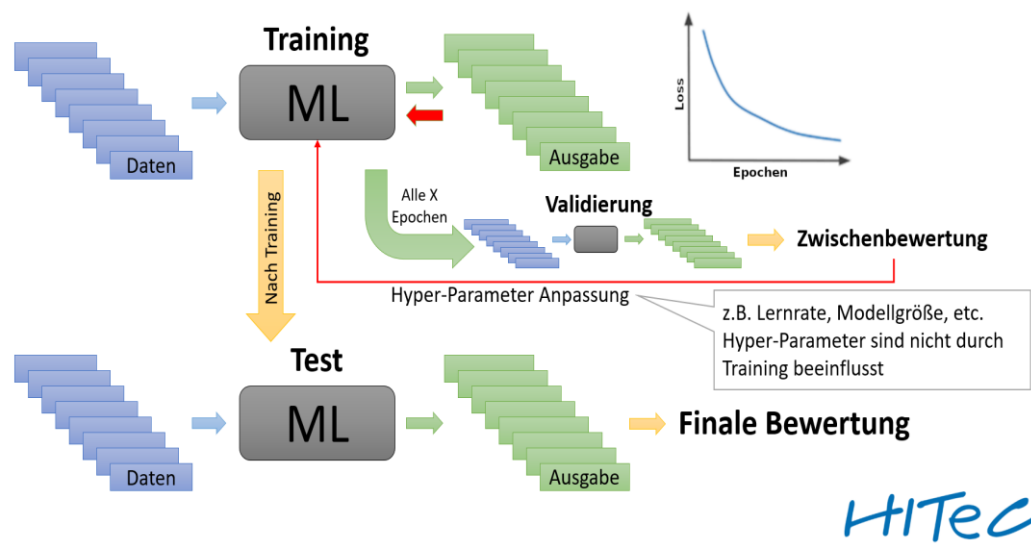 Training
ML
Daten
Ausgabe
Loss
Epochen
Nach Training
Alle X
Epochen
Validierung
Zwischenbewertung
Hyper-Parameter Anpassung
z.B. Lernrate, Modellgröße, etc.
Hyper-Parameter sind nicht durch
Training beeinflusst
Test
ML
Daten
Ausgabe
Finale Bewertung
HITeC